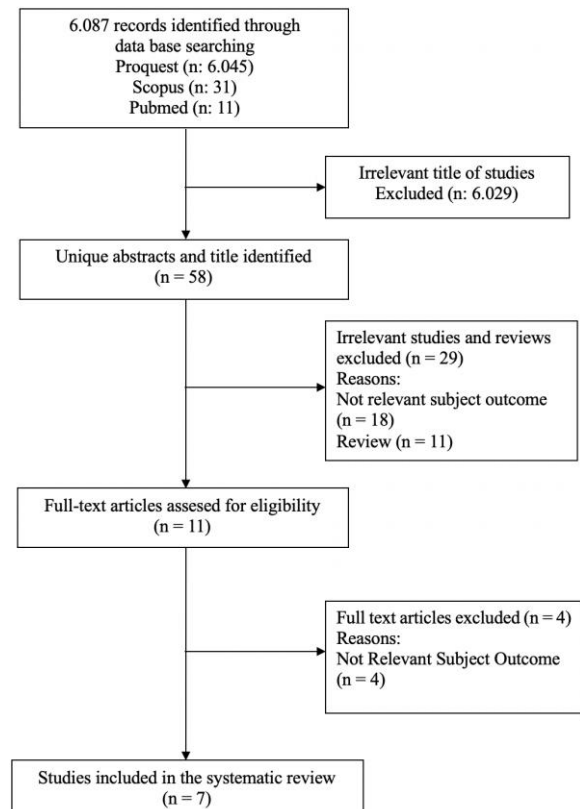 6.087 records identified through
data base searching
Proquest (n: 6.045)
Scopus (n: 31)
Pubmed (n: 11)
Irrelevant title of studies
Excluded (n: 6.029)
Unique abstracts and title identified
(n = 58)
Irrelevant studies and reviews
excluded (n = 29)
Reasons:
Not relevant subject outcome
(n = 18)
Review (n = 11)
Full-text articles assesed for eligibility
(n = 11)
Full text articles excluded (n = 4)
Reasons:
Not Relevant Subject Outcome
(n = 4)
Studies included in the systematic review
(n = 7)